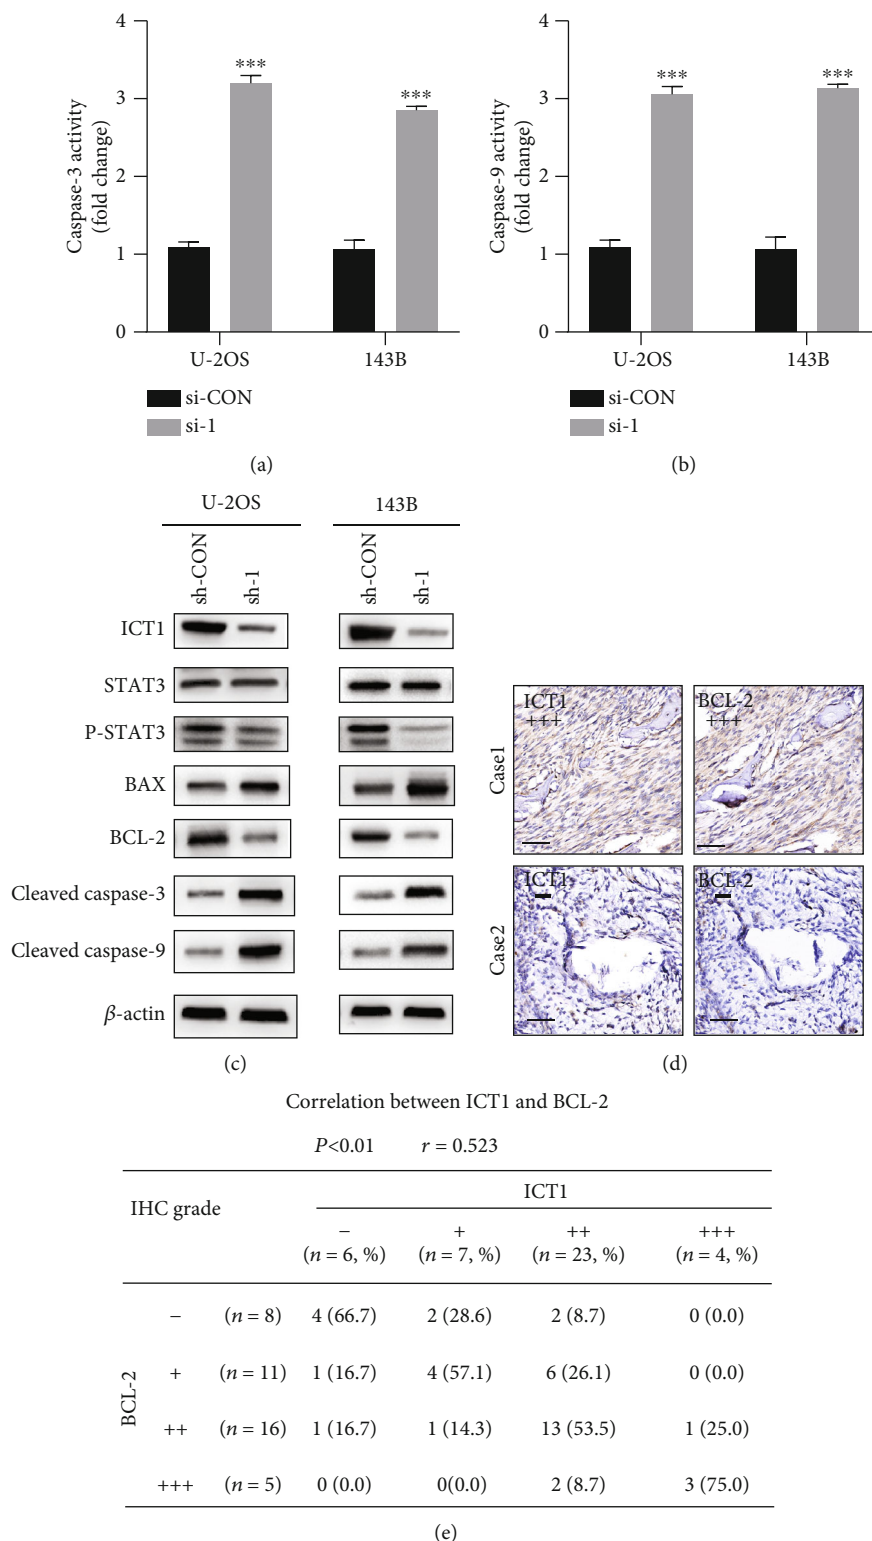 4
3
2
1
0
Caspase-3 activity
(fold change)
***
***
U-2OS
143B
si-CON
si-1
(a)
4
3
2
1
0
Caspase-9 activity
(fold change)
***
***
U-2OS
143B
si-CON
si-1
(b)
U-2OS
143B
sh-CON
sh-1
sh-CON
sh-1
ICT1
STAT3
P-STAT3
BAX
BCL-2
Cleaved caspase-3
Cleaved caspase-9
β-actin
(c)
Case1
ICT1
+++
BCL-2
+++
Case2
ICT1
−
BCL-2
−
(d)
Correlation between ICT1 and BCL-2
P<0.01 r = 0.523
IHC grade
ICT1
− + ++ +++
(n = 6, %) (n = 7, %) (n = 23, %) (n = 4, %)
BCL-2
− (n = 8) 4 (66.7) 2 (28.6) 2 (8.7) 0 (0.0)
+ (n = 11) 1 (16.7) 4 (57.1) 6 (26.1) 0 (0.0)
++ (n = 16) 1 (16.7) 1 (14.3) 13 (53.5) 1 (25.0)
+++ (n = 5) 0 (0.0) 0(0.0) 2 (8.7) 3 (75.0)
(e)